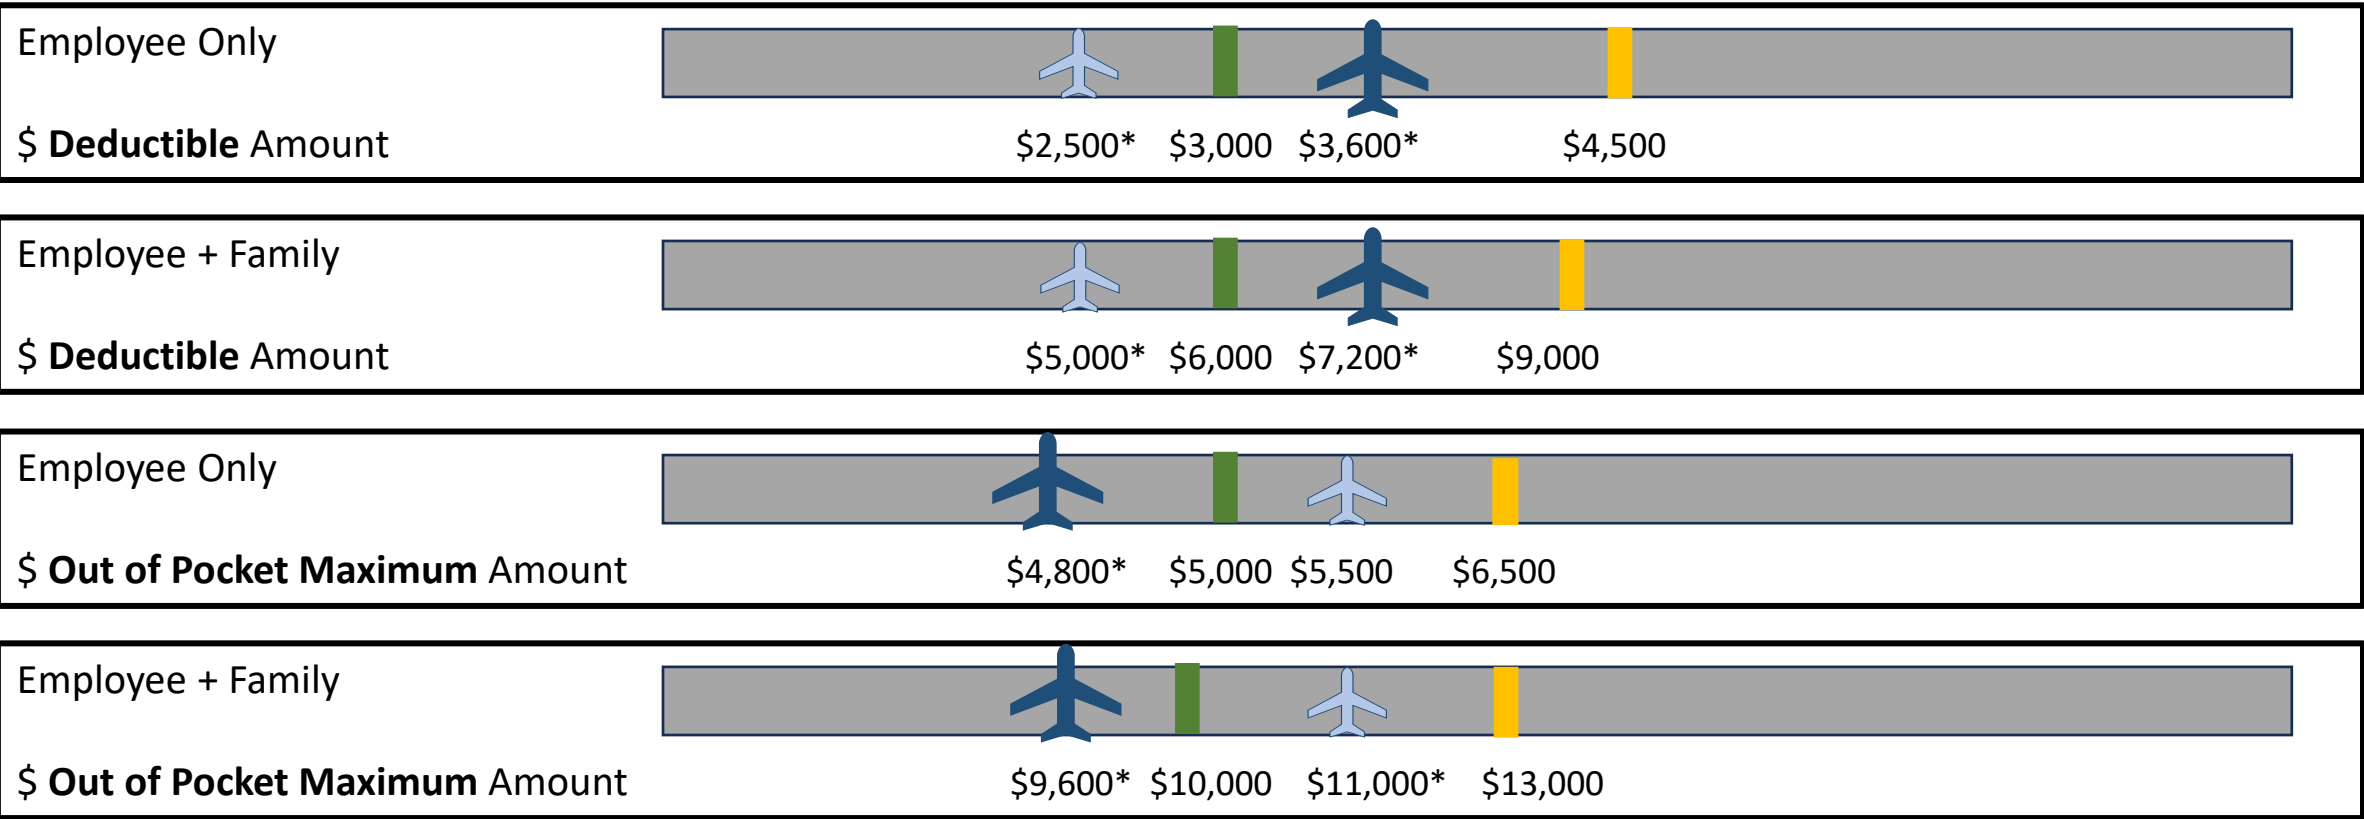 Employee Only
$ Deductible Amount
$2,500* $3,000 $3,600* $4,500
Employee + Family
$ Deductible Amount
$5,000* $6,000 $7,200* $9,000
Employee Only
$ Out of Pocket Maximum Amount
$4,800* $5,000 $5,500 $6,500
Employee + Family
$ Out of Pocket Maximum Amount
$9,600* $10,000 $11,000* $13,000